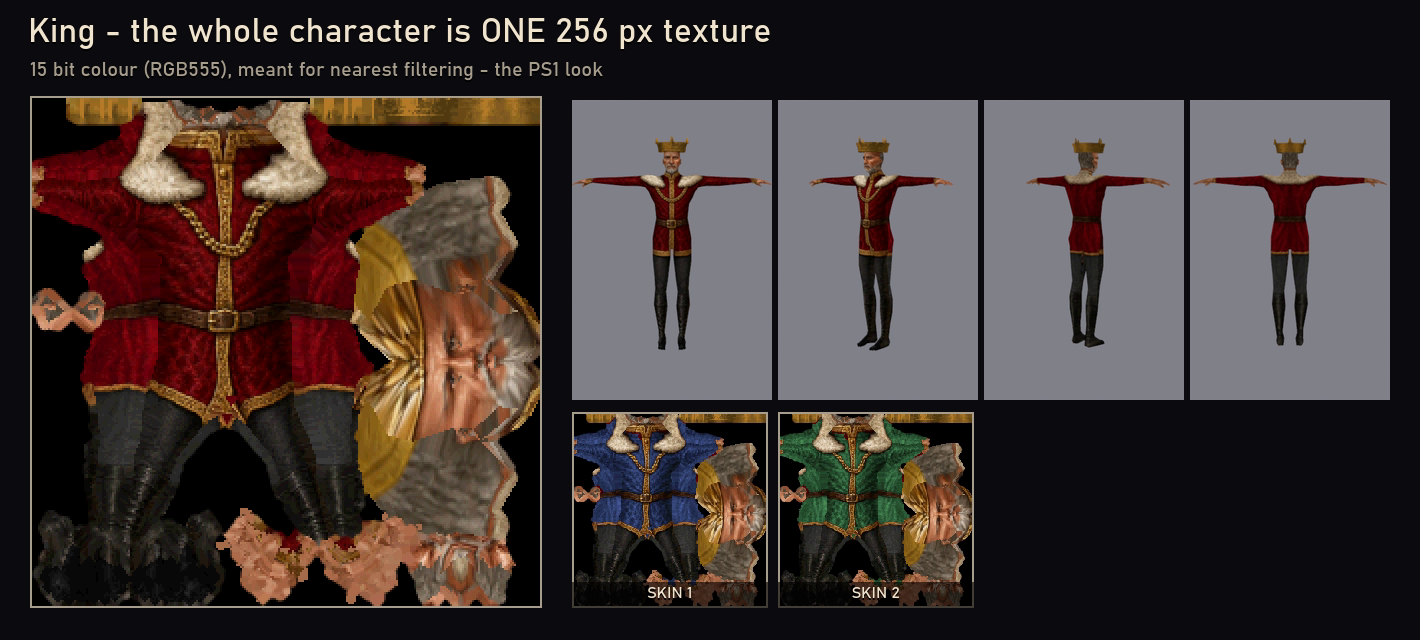 King - the whole character is ONE 256 px texture
15 bit colour (RGB555), meant for nearest filtering - the PS1 look
SKIN 1
SKIN 2